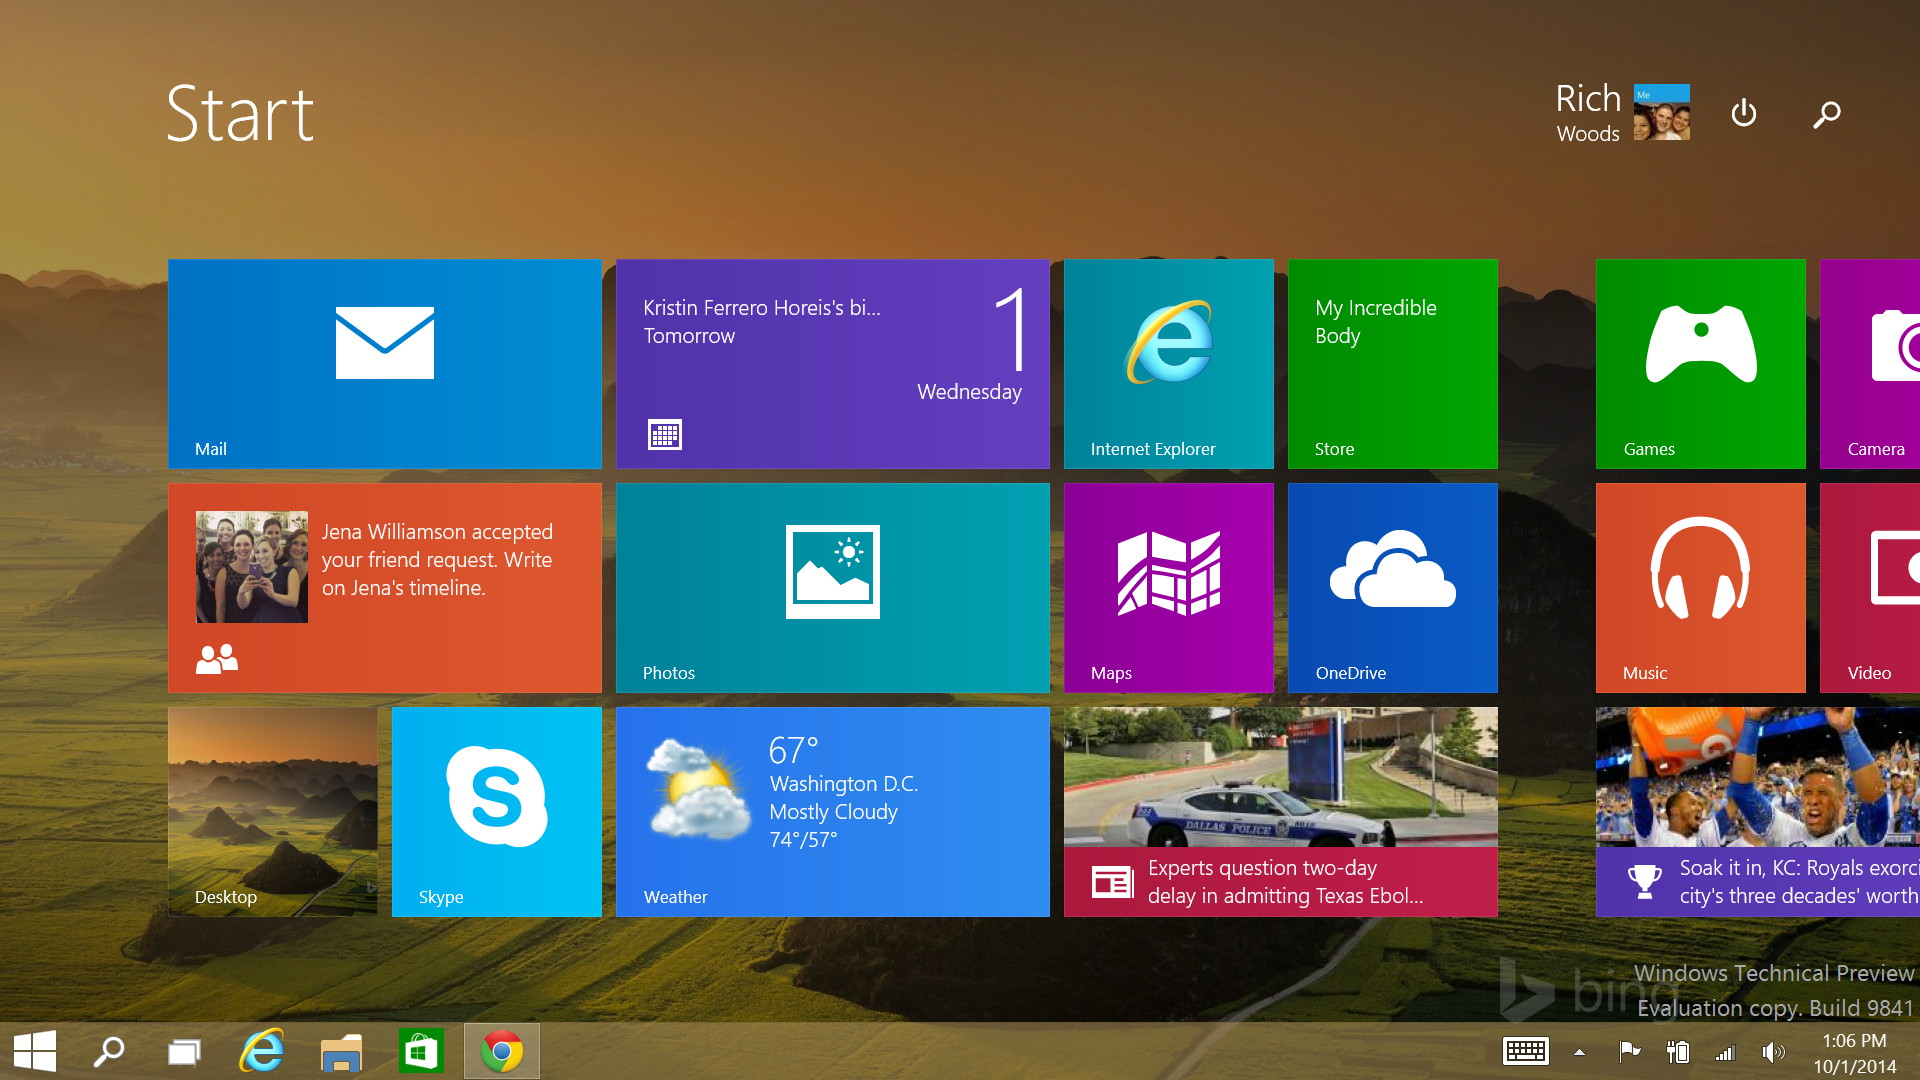 Start
Rich
Woods
Me
Mail
Kristin Ferrero Horeis's bi...
Tomorrow
1
Wednesday
Internet Explorer
My Incredible
Body
Store
Games
Camera
Jena Williamson accepted
your friend request. Write
on Jena's timeline.
Photos
Maps
OneDrive
Music
Video
Desktop
S
Skype
67°
Washington D.C.
Mostly Cloudy
74°/57°
Weather
DALLAS POLICE
Experts question two-day
delay in admitting Texas Ebol...
Soak it in, KC: Royals exorci
city's three decades' worth
bing
Windows Technical Preview
Evaluation copy. Build 9841
1:06 PM
10/1/2014